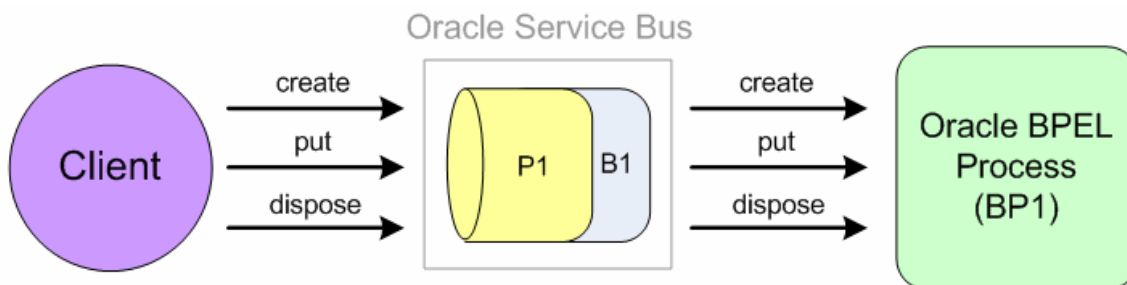 Oracle Service Bus
Client
create
put
dispose
P1
B1
create
put
dispose
Oracle BPEL
Process
(BP1)